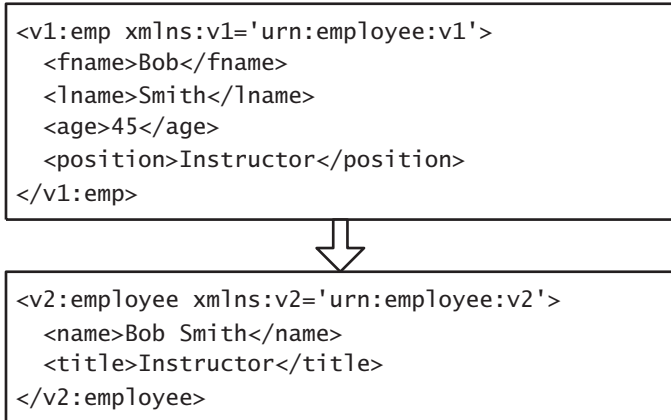 <v1:emp xmlns:v1='urn:employee:v1'>
  <fname>Bob</fname>
  <lname>Smith</lname>
  <age>45</age>
  <position>Instructor</position>
</v1:emp>
<v2:employee xmlns:v2='urn:employee:v2'>
  <name>Bob Smith</name>
  <title>Instructor</title>
</v2:employee>